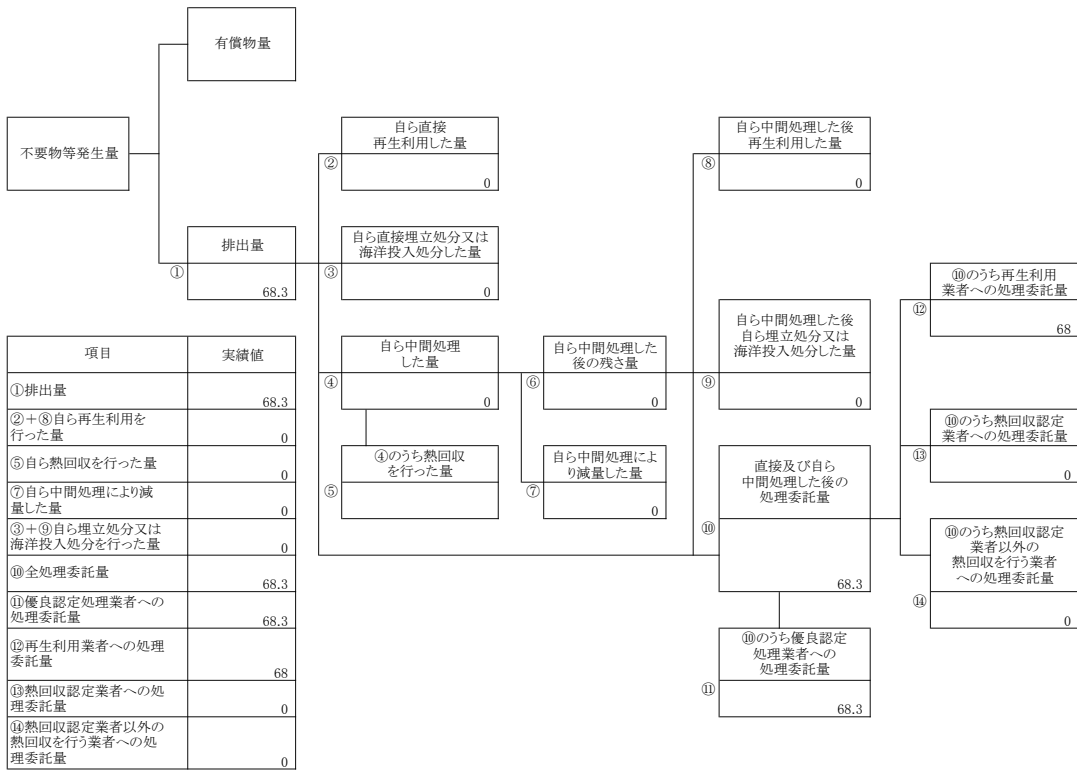 有償物量
不要物等発生量
自ら直接
再生利用した量
②
0
自ら中間処理した後
再生利用した量
⑧
0
排出量
①
68.3
自ら直接埋立処分又は
海洋投入処分した量
③
0
⑩のうち再生利用
業者への処理委託量
⑫
68
自ら中間処理
した量
④
0
自ら中間処理した
後の残さ量
⑥
0
自ら中間処理した後
自ら埋立処分又は
海洋投入処分した量
⑨
0
④のうち熱回収
を行った量
⑤
自ら中間処理によ
り減量した量
⑦
0
直接及び自ら
中間処理した後の
処理委託量
⑩
68.3
⑩のうち熱回収認定
業者への処理委託量
⑬
0
⑩のうち熱回収認定
業者以外の
熱回収を行う業者
への処理委託量
⑭
0
⑩のうち優良認定
処理業者への
処理委託量
⑪
68.3
項目 実績値
①排出量 68.3
②+⑧自ら再生利用を
行った量 0
⑤自ら熱回収を行った量 0
⑦自ら中間処理により減
量した量 0
③+⑨自ら埋立処分又は
海洋投入処分を行った量 0
⑩全処理委託量 68.3
⑪優良認定処理業者への
処理委託量 68.3
⑫再生利用業者への処理
委託量 68
⑬熱回収認定業者への処
理委託量 0
⑭熱回収認定業者以外の
熱回収を行う業者への処
理委託量 0